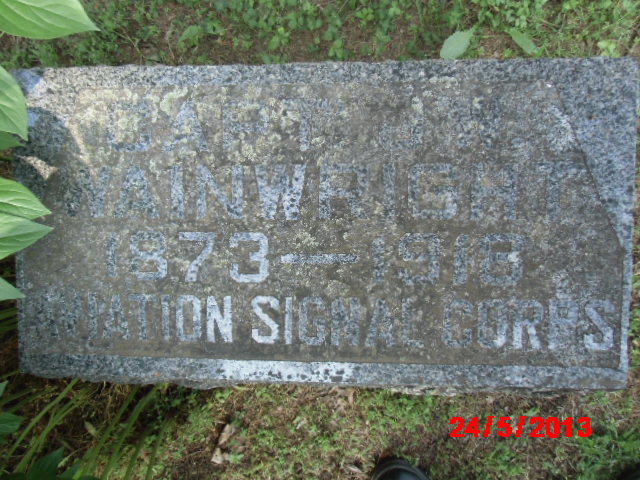 CAPT. J.
WAINWRIGHT
1873—1918
AVIATION SIGNAL CORPS
24/5/2013